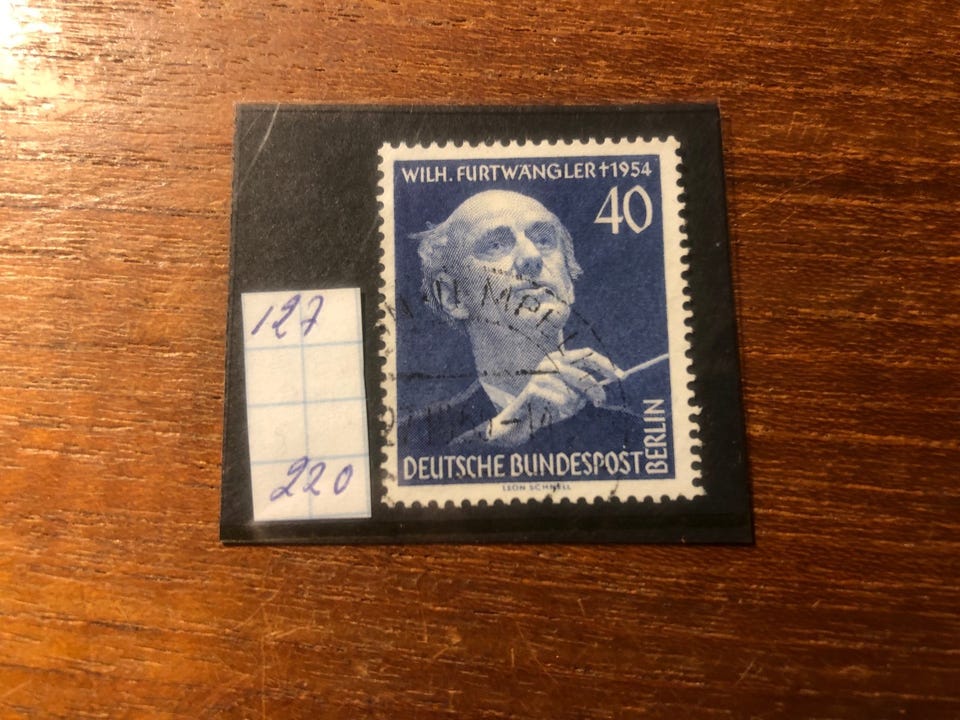 WILH. FURTWÄNGLER †1954
40
127
220
DEUTSCHE BUNDESPOST
BERLIN
LEON SCHNELL